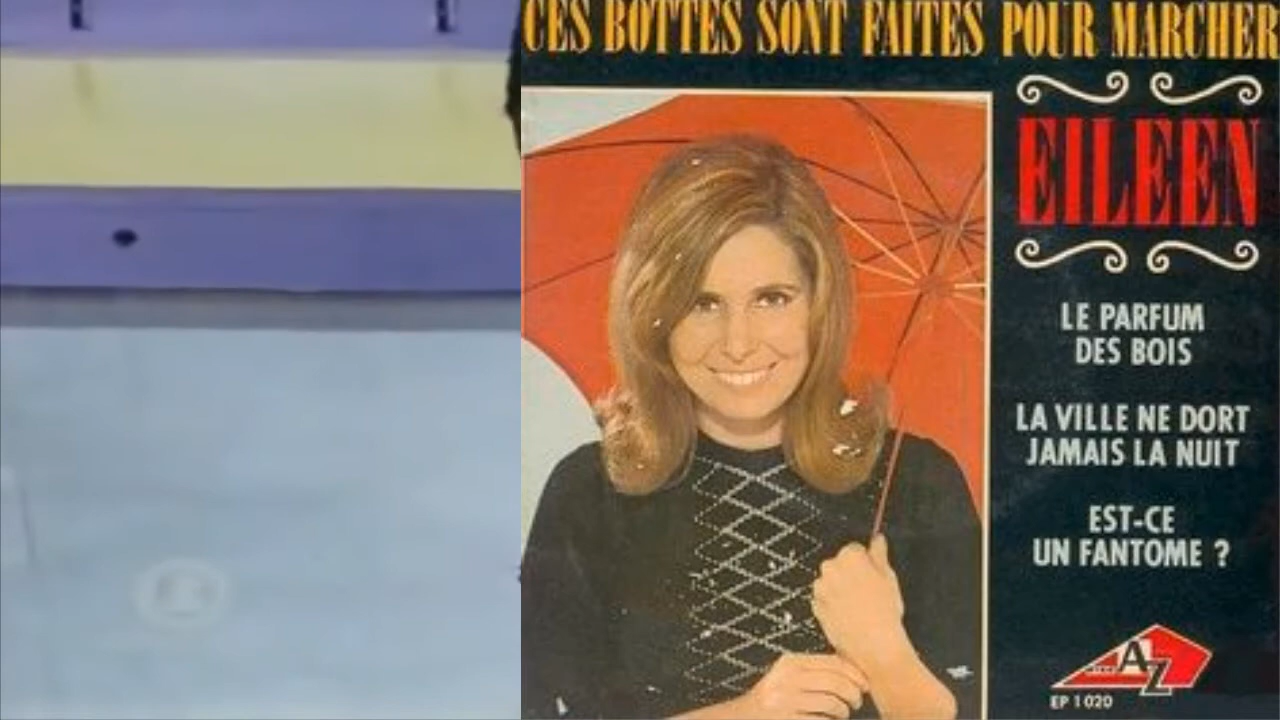 CES BOTTES SONT FAITES POUR MARCHER
EILEEN
LE PARFUM
DES BOIS
LA VILLE NE DORT
JAMAIS LA NUIT
EST-CE
UN FANTOME ?
AZ
EP 1020